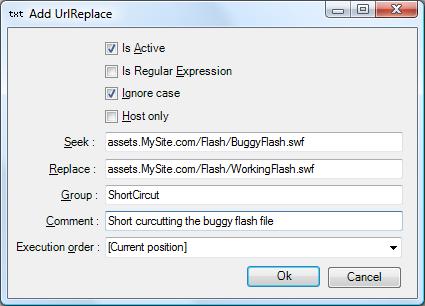 txt Add UrlReplace
Is Active
Is Regular Expression
Ignore case
Host only
Seek : assets.MySite.com/Flash/BuggyFlash.swf
Replace : assets.MySite.com/Flash/WorkingFlash.swf
Group : ShortCircut
Comment : Short curcutting the buggy flash file
Execution order : [Current position]
Ok Cancel